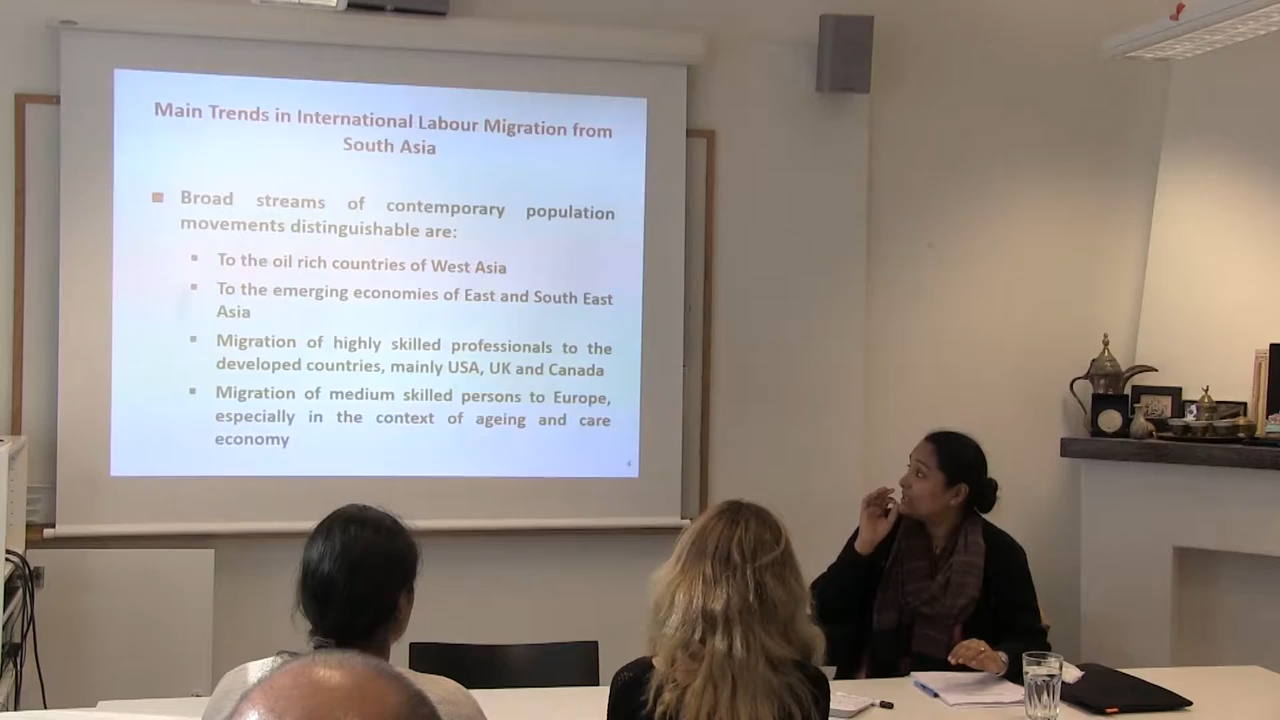 Main Trends in International Labour Migration from
South Asia
Broad streams of contemporary population
movements distinguishable are:
To the oil rich countries of West Asia
To the emerging economies of East and South East
Asia
Migration of highly skilled professionals to the
developed countries, mainly USA, UK and Canada
Migration of medium skilled persons to Europe,
especially in the context of ageing and care
economy
4